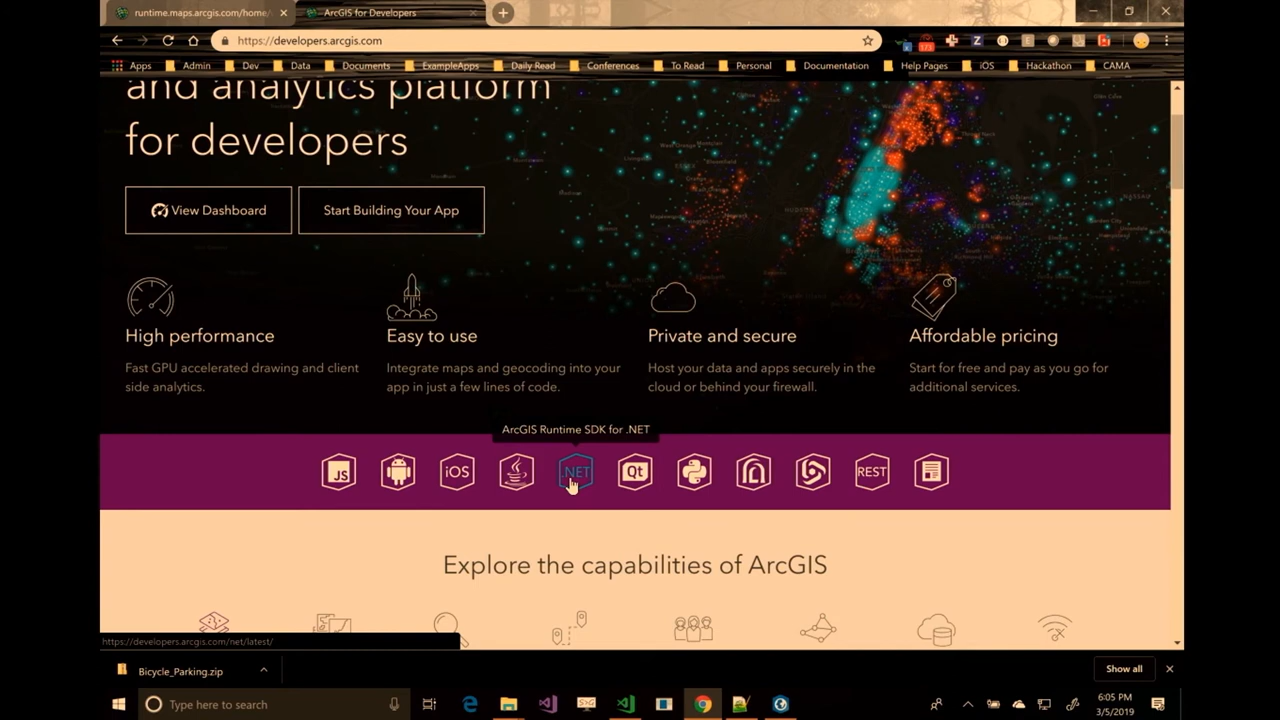 runtime.maps.arcgis.com/home/
ArcGIS for Developers
https://developers.arcgis.com
173
Apps Admin Dev Data Documents ExampleApps Daily Read Conferences To Read Personal Documentation Help Pages iOS Hackathon CAMA
and analytics platform
for developers
View Dashboard
Start Building Your App
High performance
Fast GPU accelerated drawing and client
side analytics.
Easy to use
Integrate maps and geocoding into your
app in just a few lines of code.
Private and secure
Host your data and apps securely in the
cloud or behind your firewall.
Affordable pricing
Start for free and pay as you go for
additional services.
ArcGIS Runtime SDK for .NET
JS iOS .NET Qt REST
Explore the capabilities of ArcGIS
https://developers.arcgis.com/net/latest/
Bicycle_Parking.zip
Show all
Type here to search
6:05 PM
3/5/2019